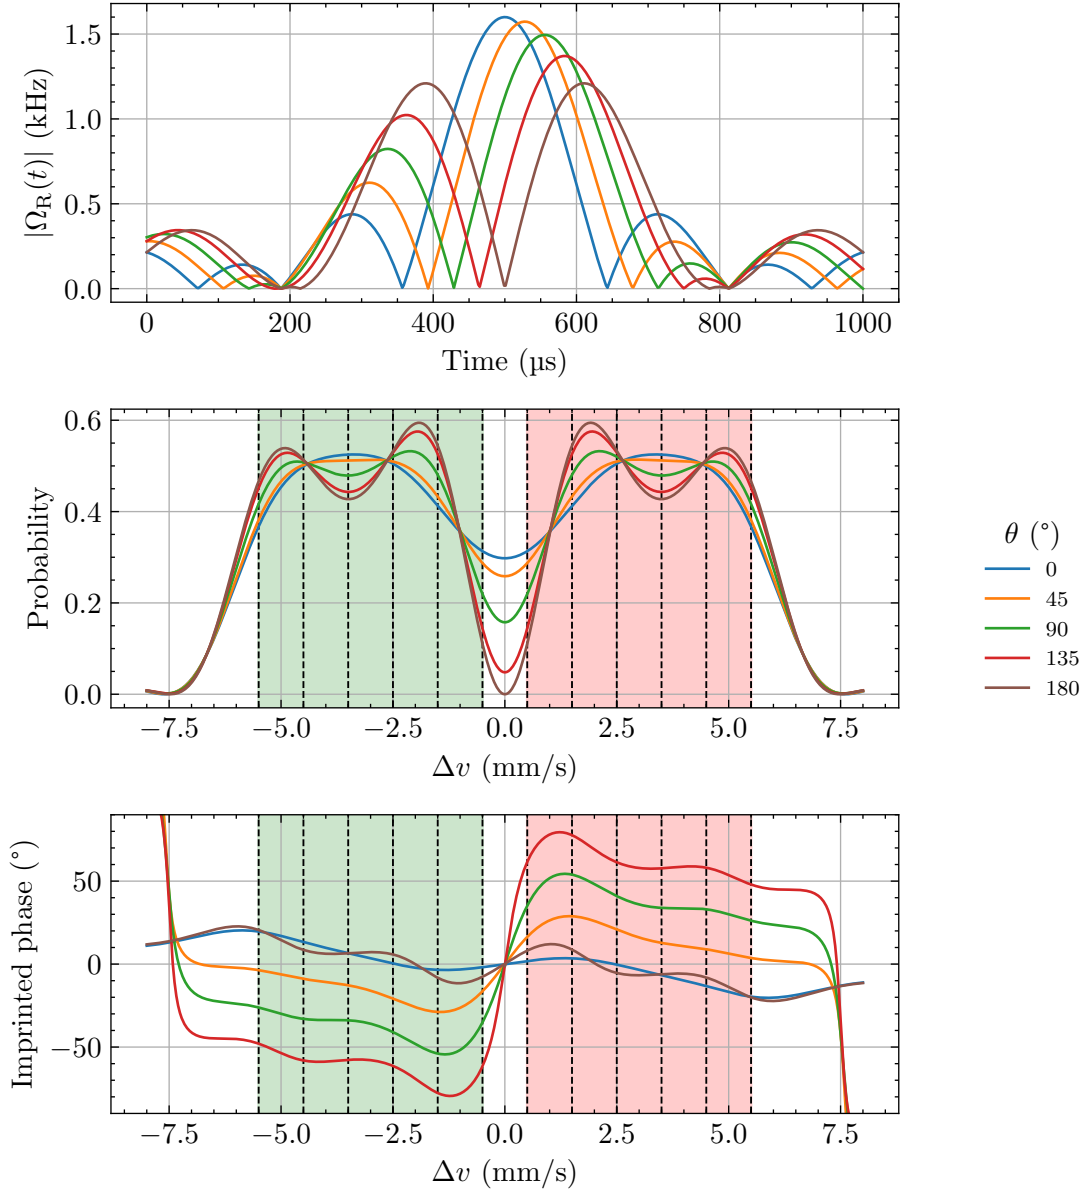 |Ω_R(t)| (kHz)
1.5
1.0
0.5
0.0
0 200 400 600 800 1000
Time (µs)
Probability
0.6
0.4
0.2
0.0
−7.5 −5.0 −2.5 0.0 2.5 5.0 7.5
Δv (mm/s)
θ (°)
0
45
90
135
180
Imprinted phase (°)
50
0
−50
−7.5 −5.0 −2.5 0.0 2.5 5.0 7.5
Δv (mm/s)